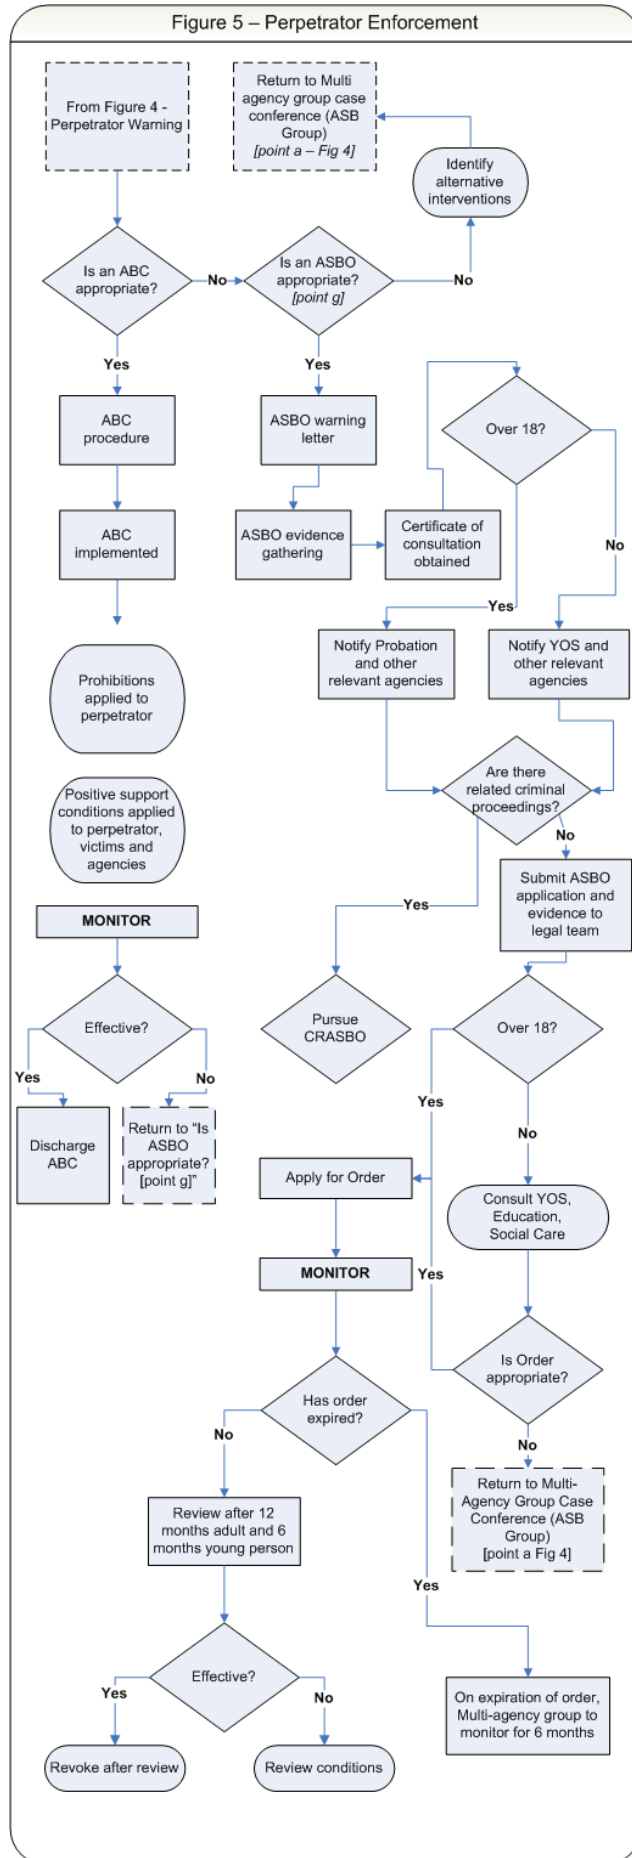 Figure 5 – Perpetrator Enforcement
From Figure 4 -
Perpetrator Warning
Return to Multi
agency group case
conference (ASB
Group)
[point a – Fig 4]
Identify
alternative
interventions
Is an ABC
appropriate?
No
Is an ASBO
appropriate?
[point g]
No
Yes
Yes
ABC
procedure
ASBO warning
letter
Over 18?
ABC
implemented
ASBO evidence
gathering
Certificate of
consultation
obtained
No
Yes
Prohibitions
applied to
perpetrator
Notify Probation
and other
relevant agencies
Notify YOS and
other relevant
agencies
Positive support
conditions applied
to perpetrator,
victims and
agencies
Are there
related criminal
proceedings?
No
Yes
Submit ASBO
application and
evidence to
legal team
MONITOR
Effective?
Pursue
CRASBO
Over 18?
Yes
No
Yes
No
Discharge
ABC
Return to “Is
ASBO
appropriate?
[point g]”
Apply for Order
Consult YOS,
Education,
Social Care
MONITOR
Yes
Is Order
appropriate?
Has order
expired?
No
No
Return to Multi-
Agency Group Case
Conference (ASB
Group)
[point a Fig 4]
Review after 12
months adult and 6
months young person
Yes
Effective?
Yes
No
On expiration of order,
Multi-agency group to
monitor for 6 months
Revoke after review
Review conditions